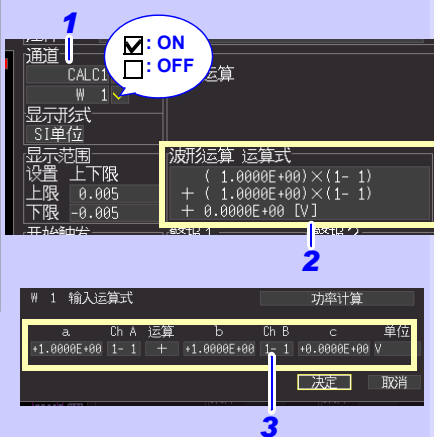 1
: ON
: OFF
通道
CALC1
W 1
运算
显示形式
SI单位
显示范围
设置 上下限
上限 0.005
下限 -0.005
波形运算 运算式
( 1.0000E+00)×(1- 1)
+ ( 1.0000E+00)×(1- 1)
+ 0.0000E+00 [V]
开始触发
2
W 1 输入运算式 功率计算
a Ch A 运算 b Ch B c 单位
+1.0000E+00 1- 1 + +1.0000E+00 1- 1 +0.0000E+00 V
决定 取消
3